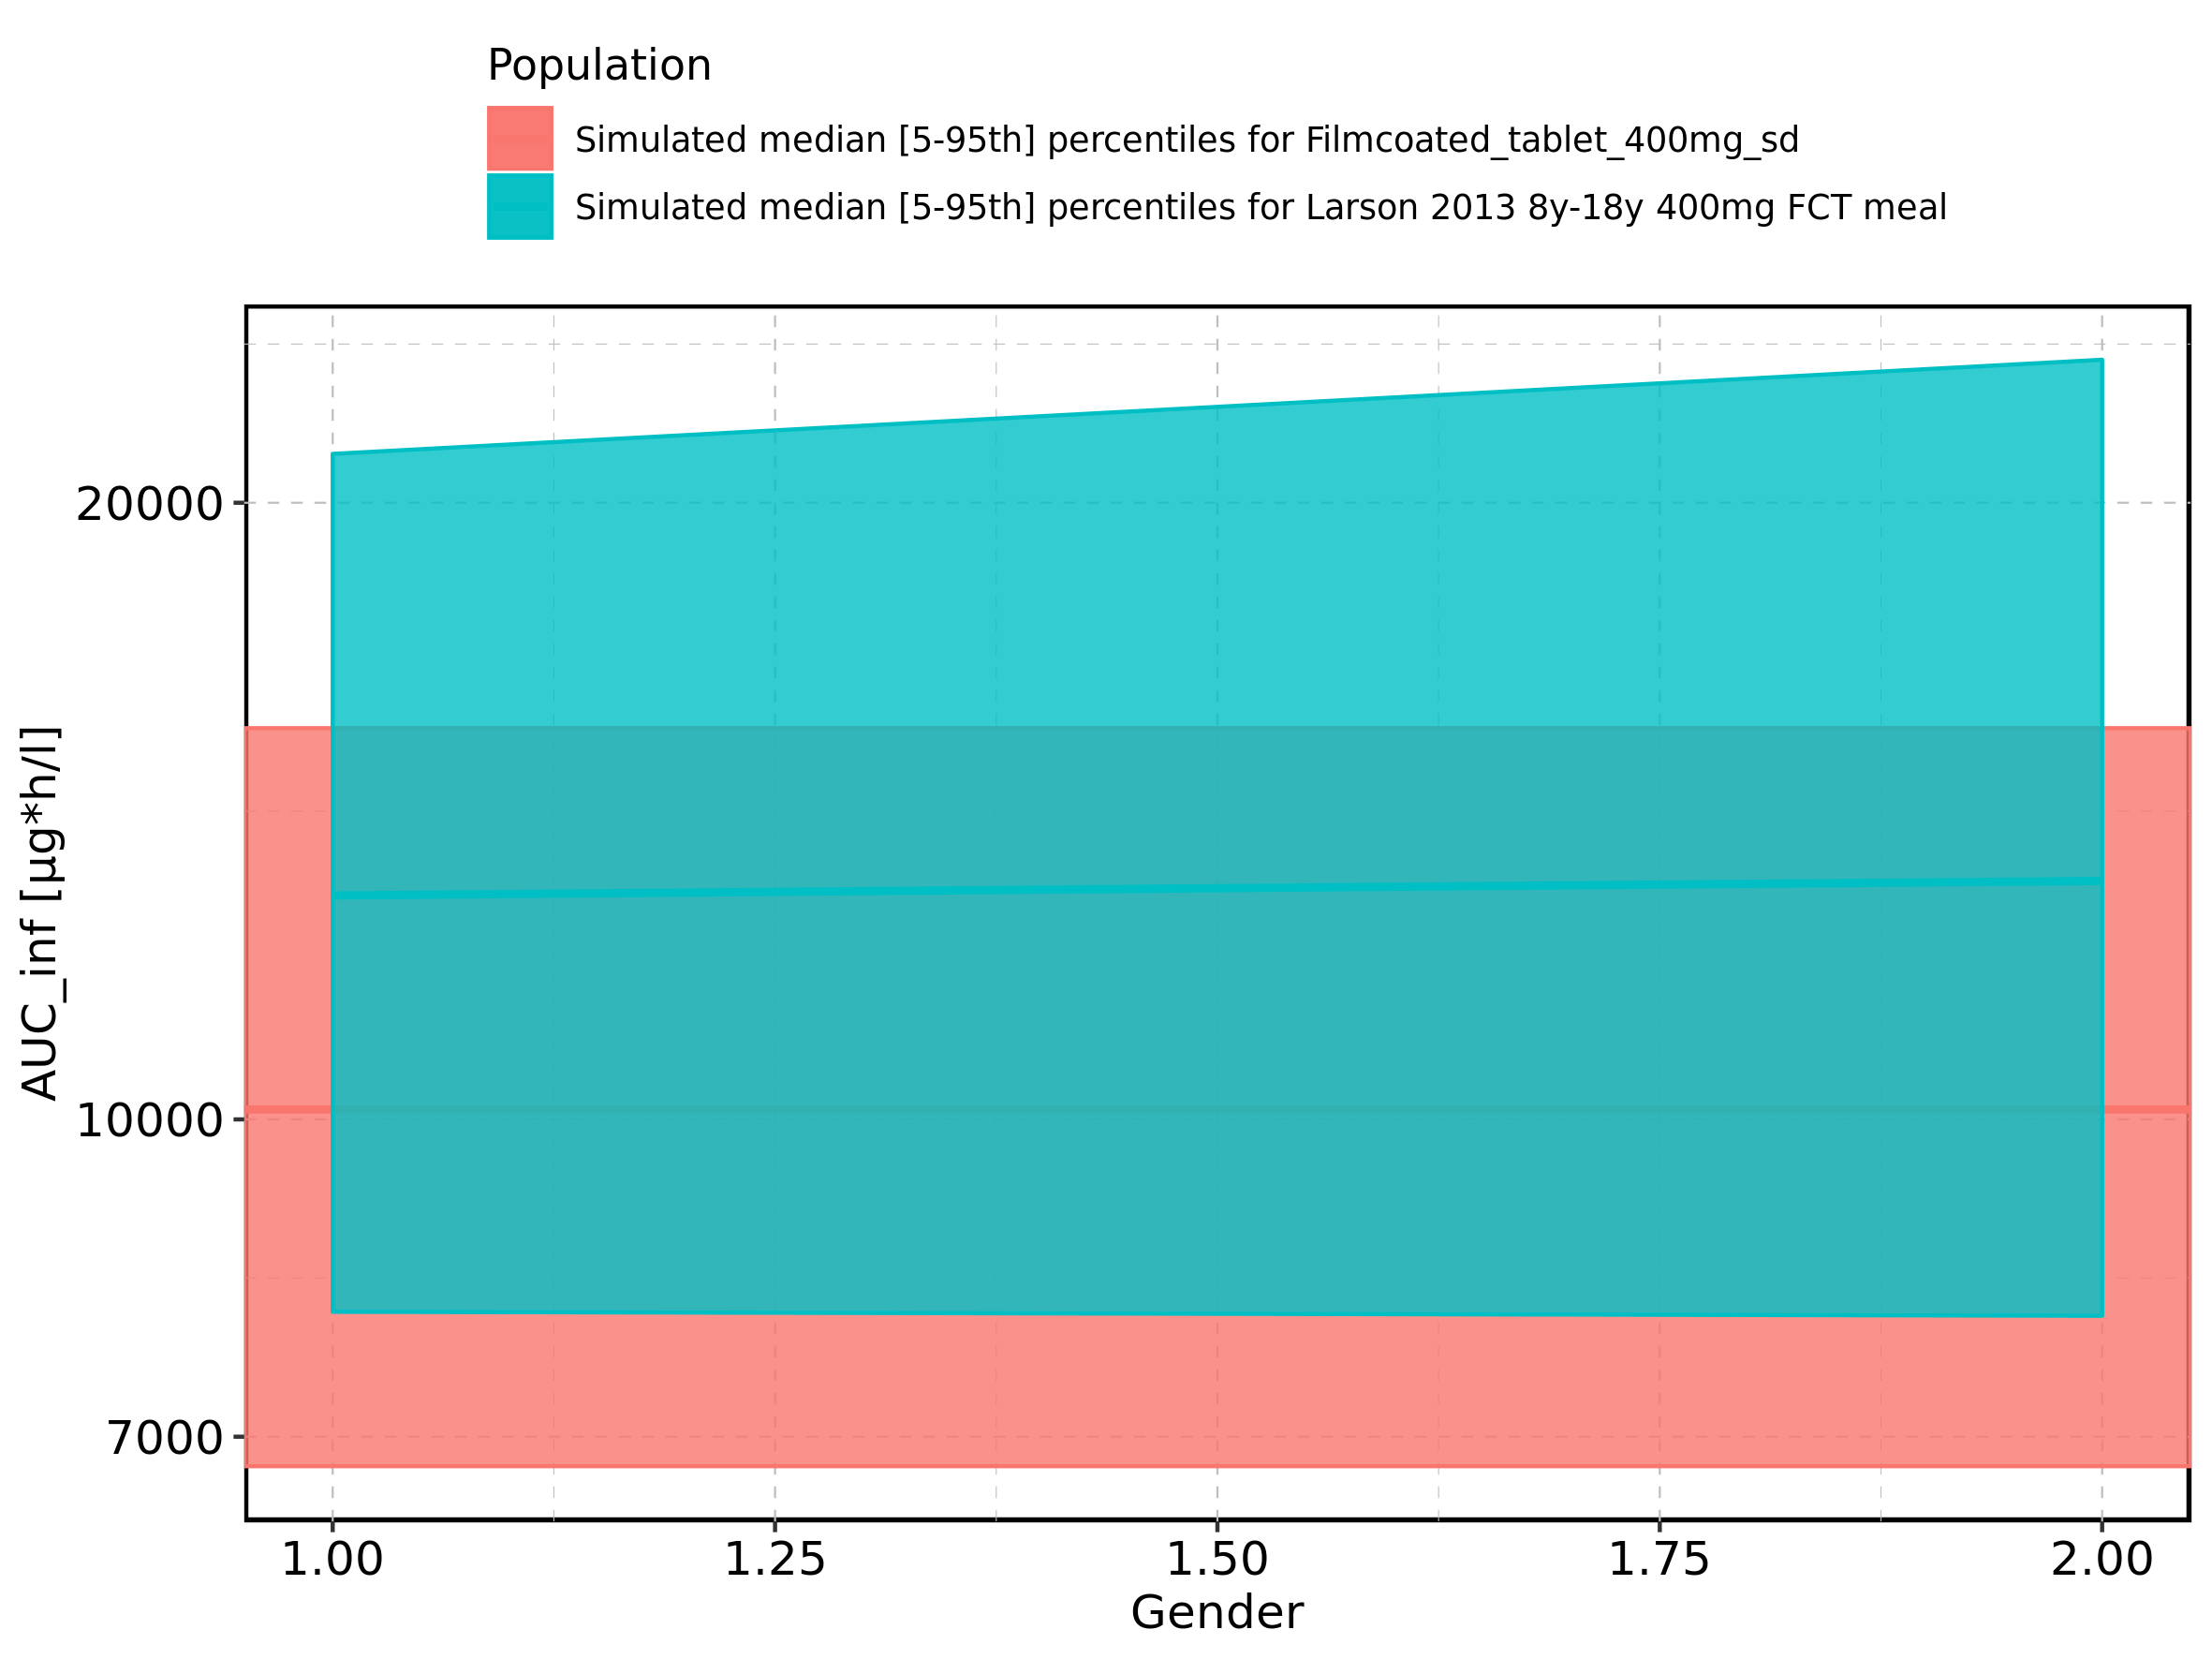 Population
Simulated median [5-95th] percentiles for Filmcoated_tablet_400mg_sd
Simulated median [5-95th] percentiles for Larson 2013 8y-18y 400mg FCT meal
AUC_inf [µg*h/l]
20000
10000
7000
1.00 1.25 1.50 1.75 2.00
Gender